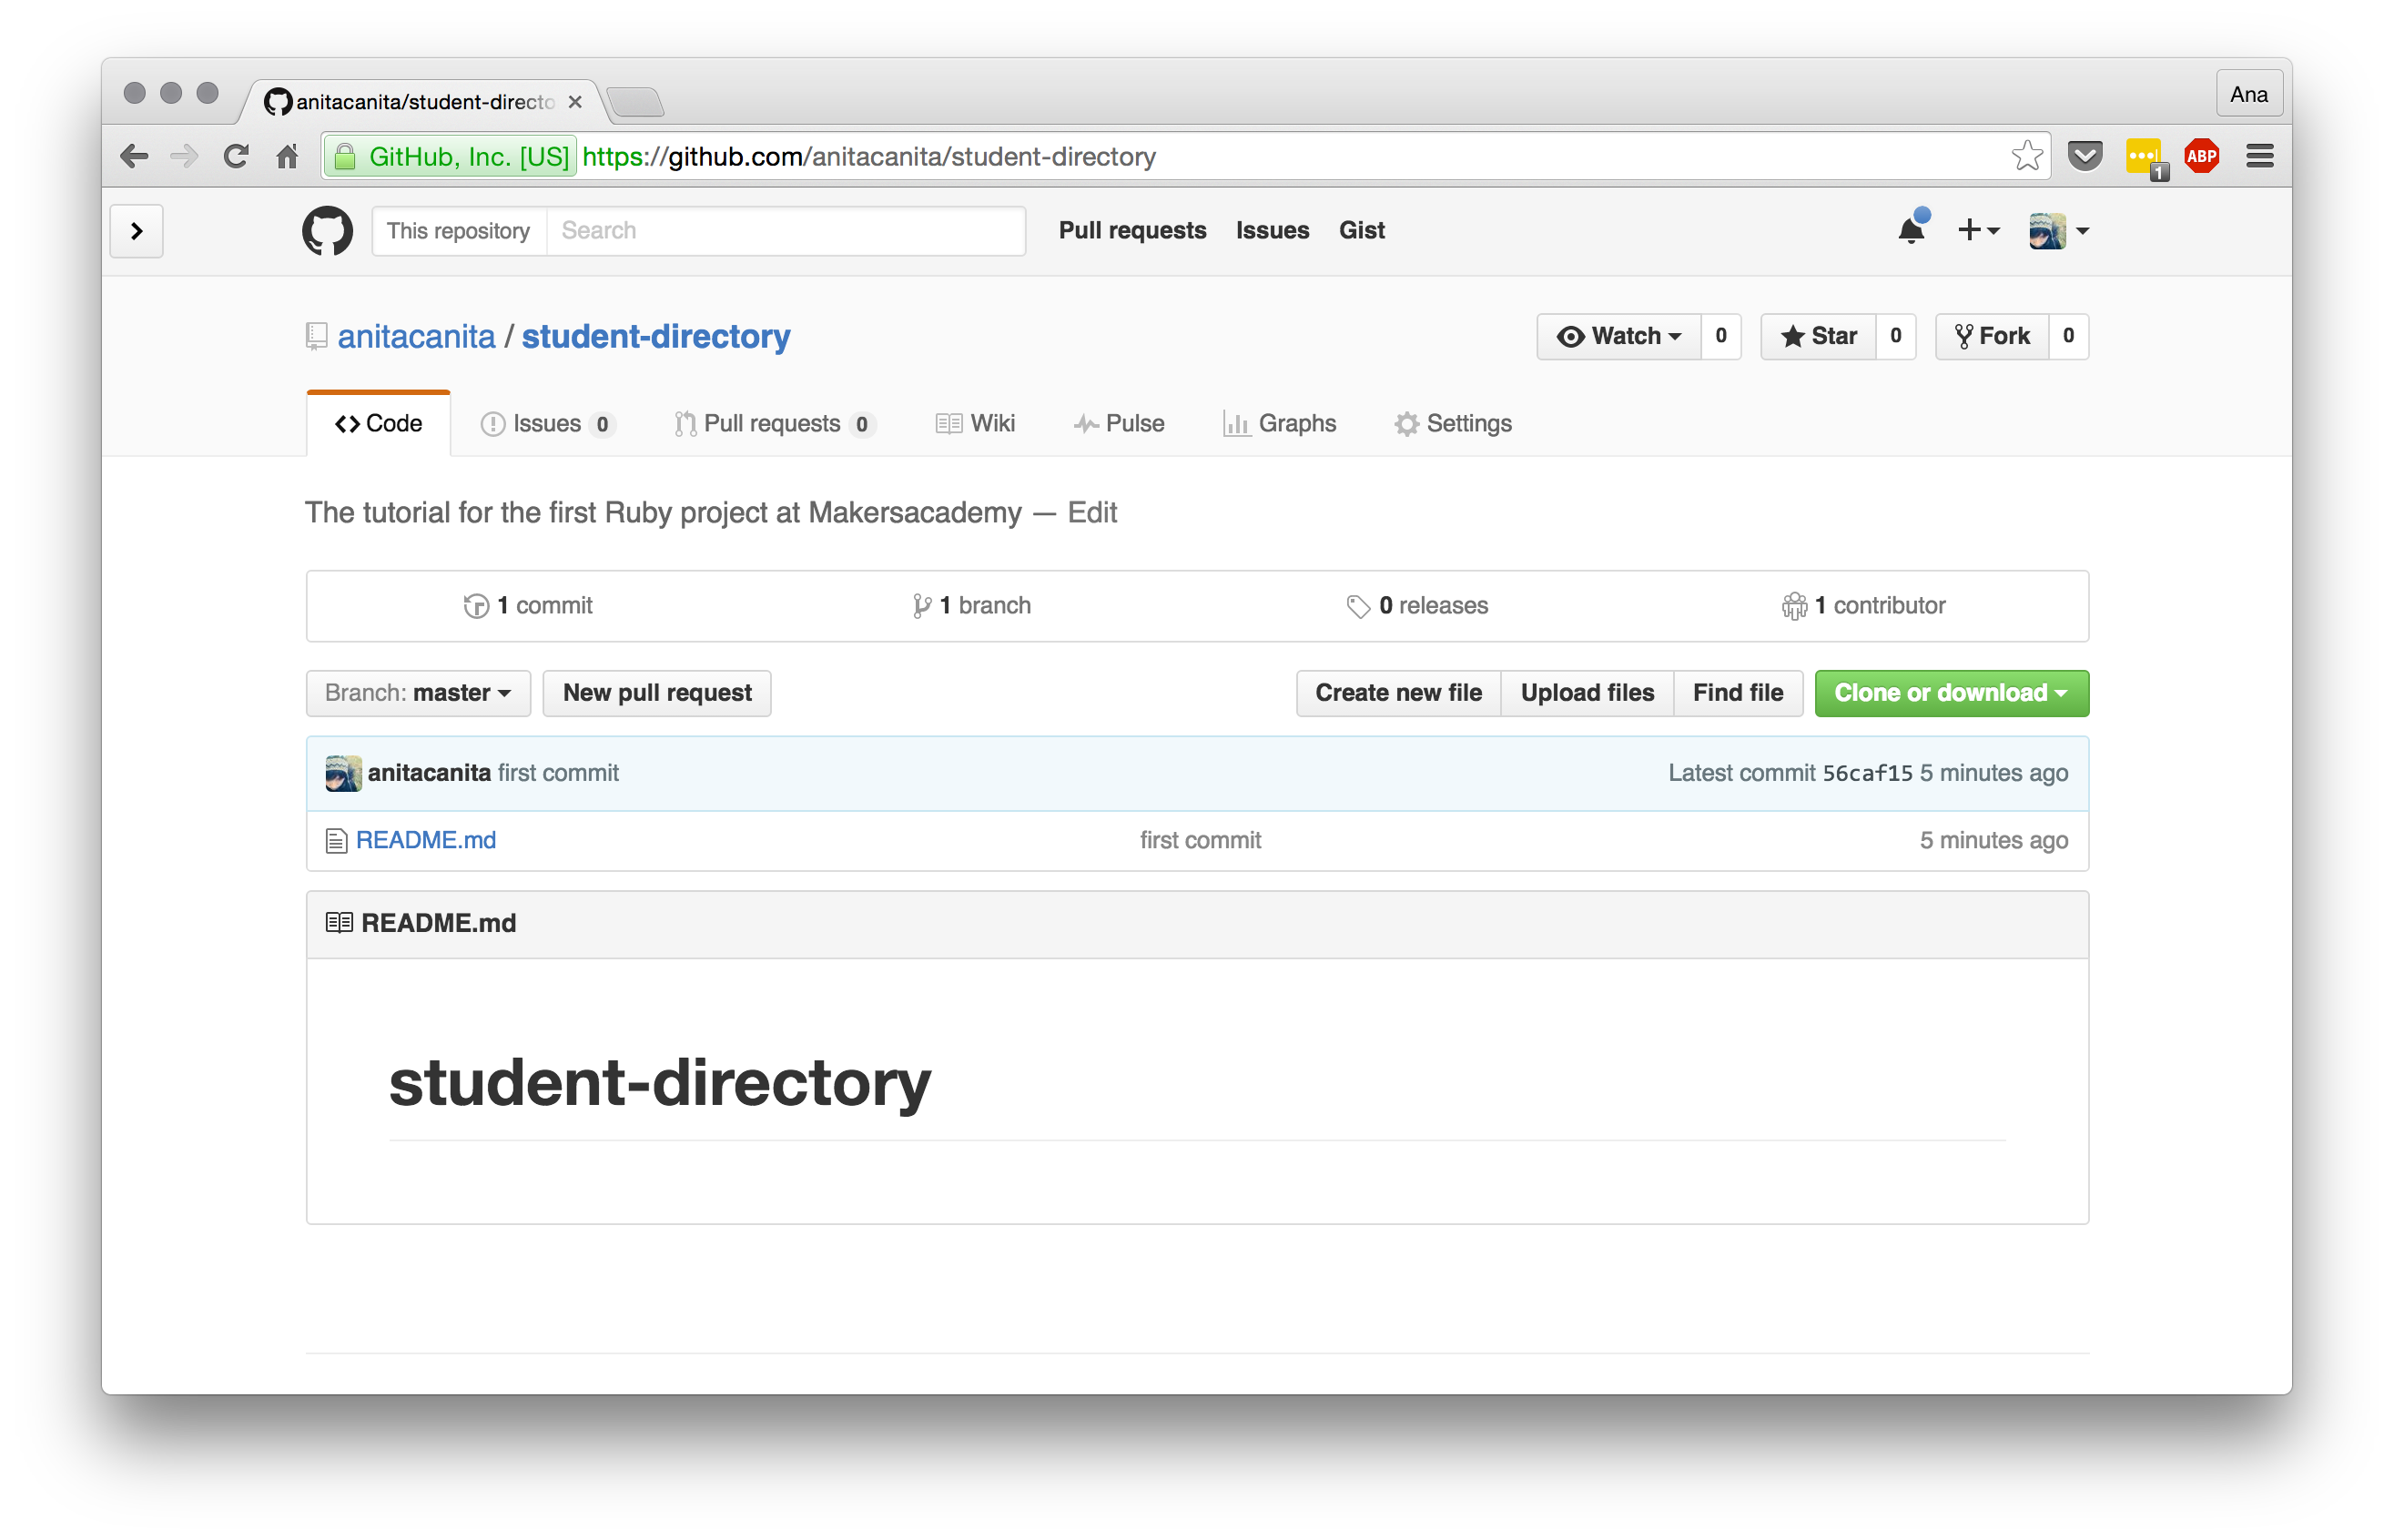 anitacanita/student-directo
Ana
GitHub, Inc. [US] https://github.com/anitacanita/student-directory
1
ABP
This repository Search Pull requests Issues Gist
anitacanita / student-directory
Watch 0 Star 0 Fork 0
Code Issues 0 Pull requests 0 Wiki Pulse Graphs Settings
The tutorial for the first Ruby project at Makersacademy — Edit
1 commit 1 branch 0 releases 1 contributor
Branch: master New pull request Create new file Upload files Find file Clone or download
anitacanita first commit Latest commit 56caf15 5 minutes ago
README.md first commit 5 minutes ago
README.md
student-directory